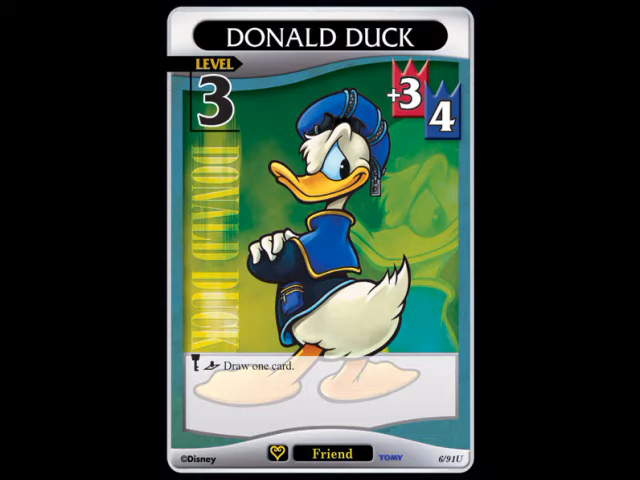 DONALD DUCK
LEVEL
3
+3
4
DONALD DUCK
Draw one card.
©Disney
Friend
TOMY
6/91U